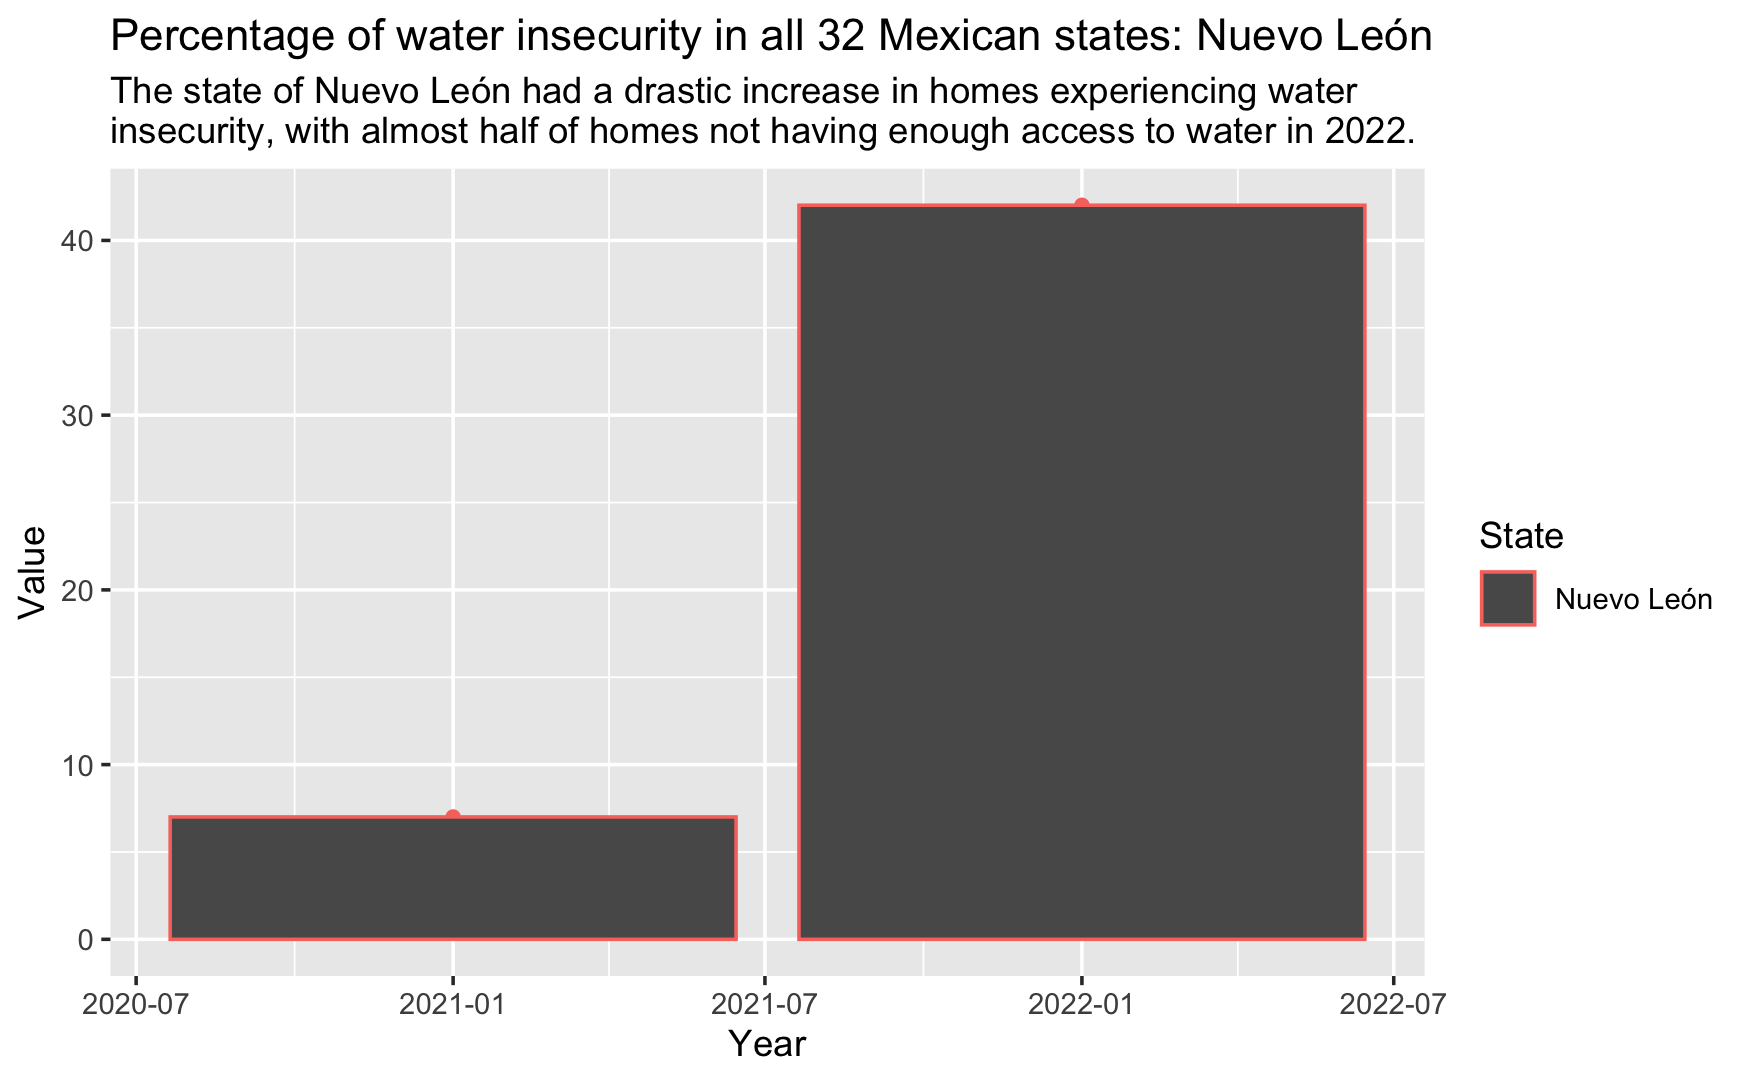 Percentage of water insecurity in all 32 Mexican states: Nuevo León
The state of Nuevo León had a drastic increase in homes experiencing water
insecurity, with almost half of homes not having enough access to water in 2022.
Value
40
30
20
10
0
2020-07 2021-01 2021-07 2022-01 2022-07
Year
State
Nuevo León